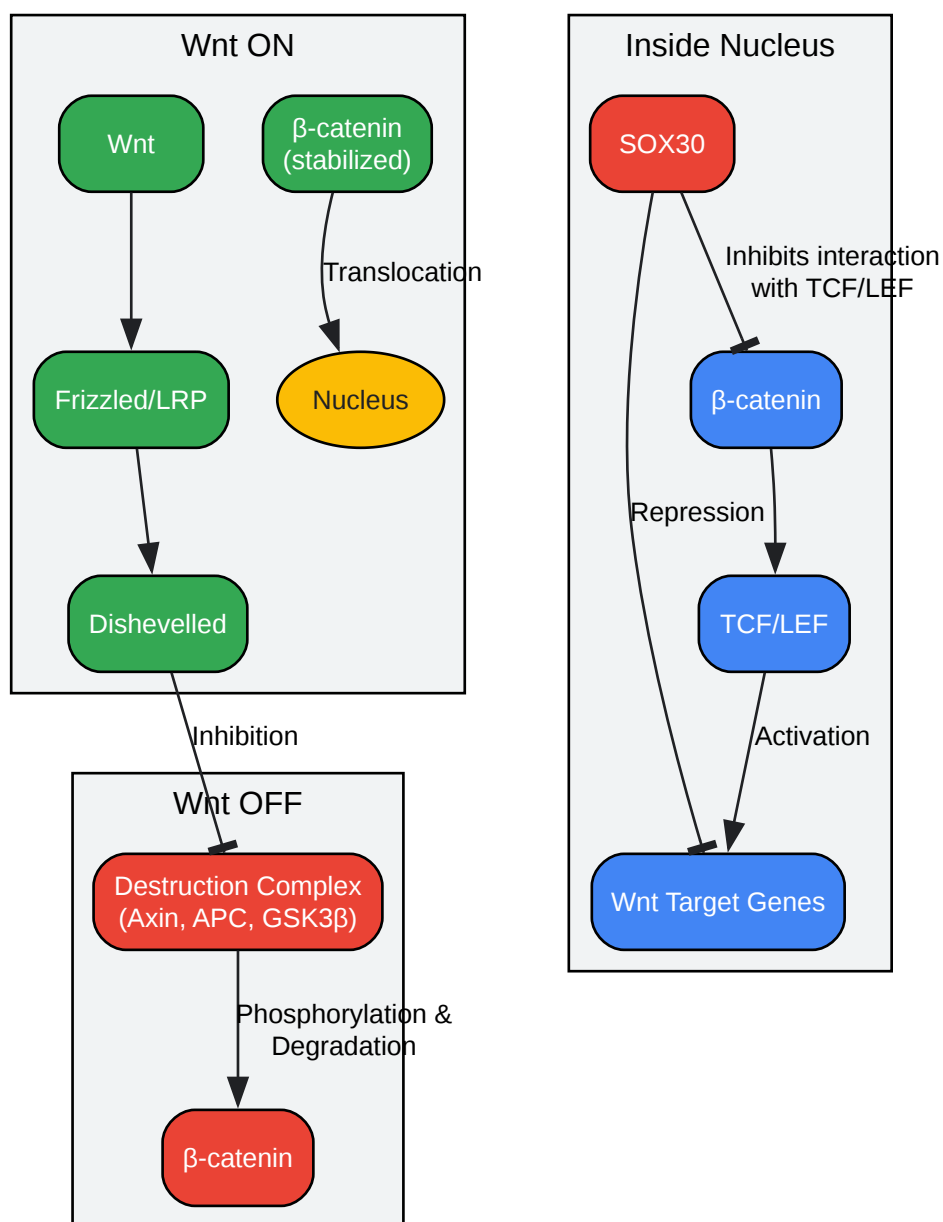 Wnt ON
Wnt
β-catenin
(stabilized)
Translocation
Frizzled/LRP
Nucleus
Dishevelled
Inhibition
Wnt OFF
Destruction Complex
(Axin, APC, GSK3β)
Phosphorylation &
Degradation
β-catenin
Inside Nucleus
SOX30
Inhibits interaction
with TCF/LEF
β-catenin
Repression
TCF/LEF
Activation
Wnt Target Genes